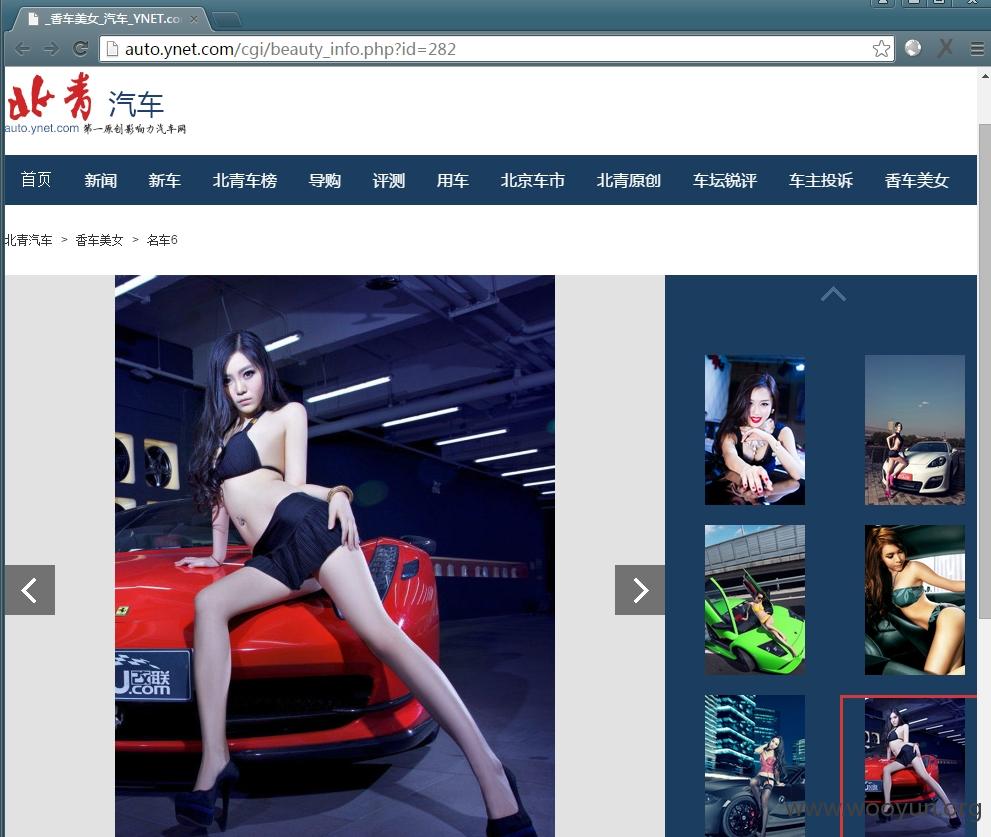 _香车美女_汽车_YNET.co
auto.ynet.com/cgi/beauty_info.php?id=282
北青 汽车
auto.ynet.com 第一原创影响力汽车网
首页 新闻 新车 北青车榜 导购 评测 用车 北京车市 北青原创 车坛锐评 车主投诉 香车美女
北青汽车 > 香车美女 > 名车6
U改联
U.com
www.wooyun.org